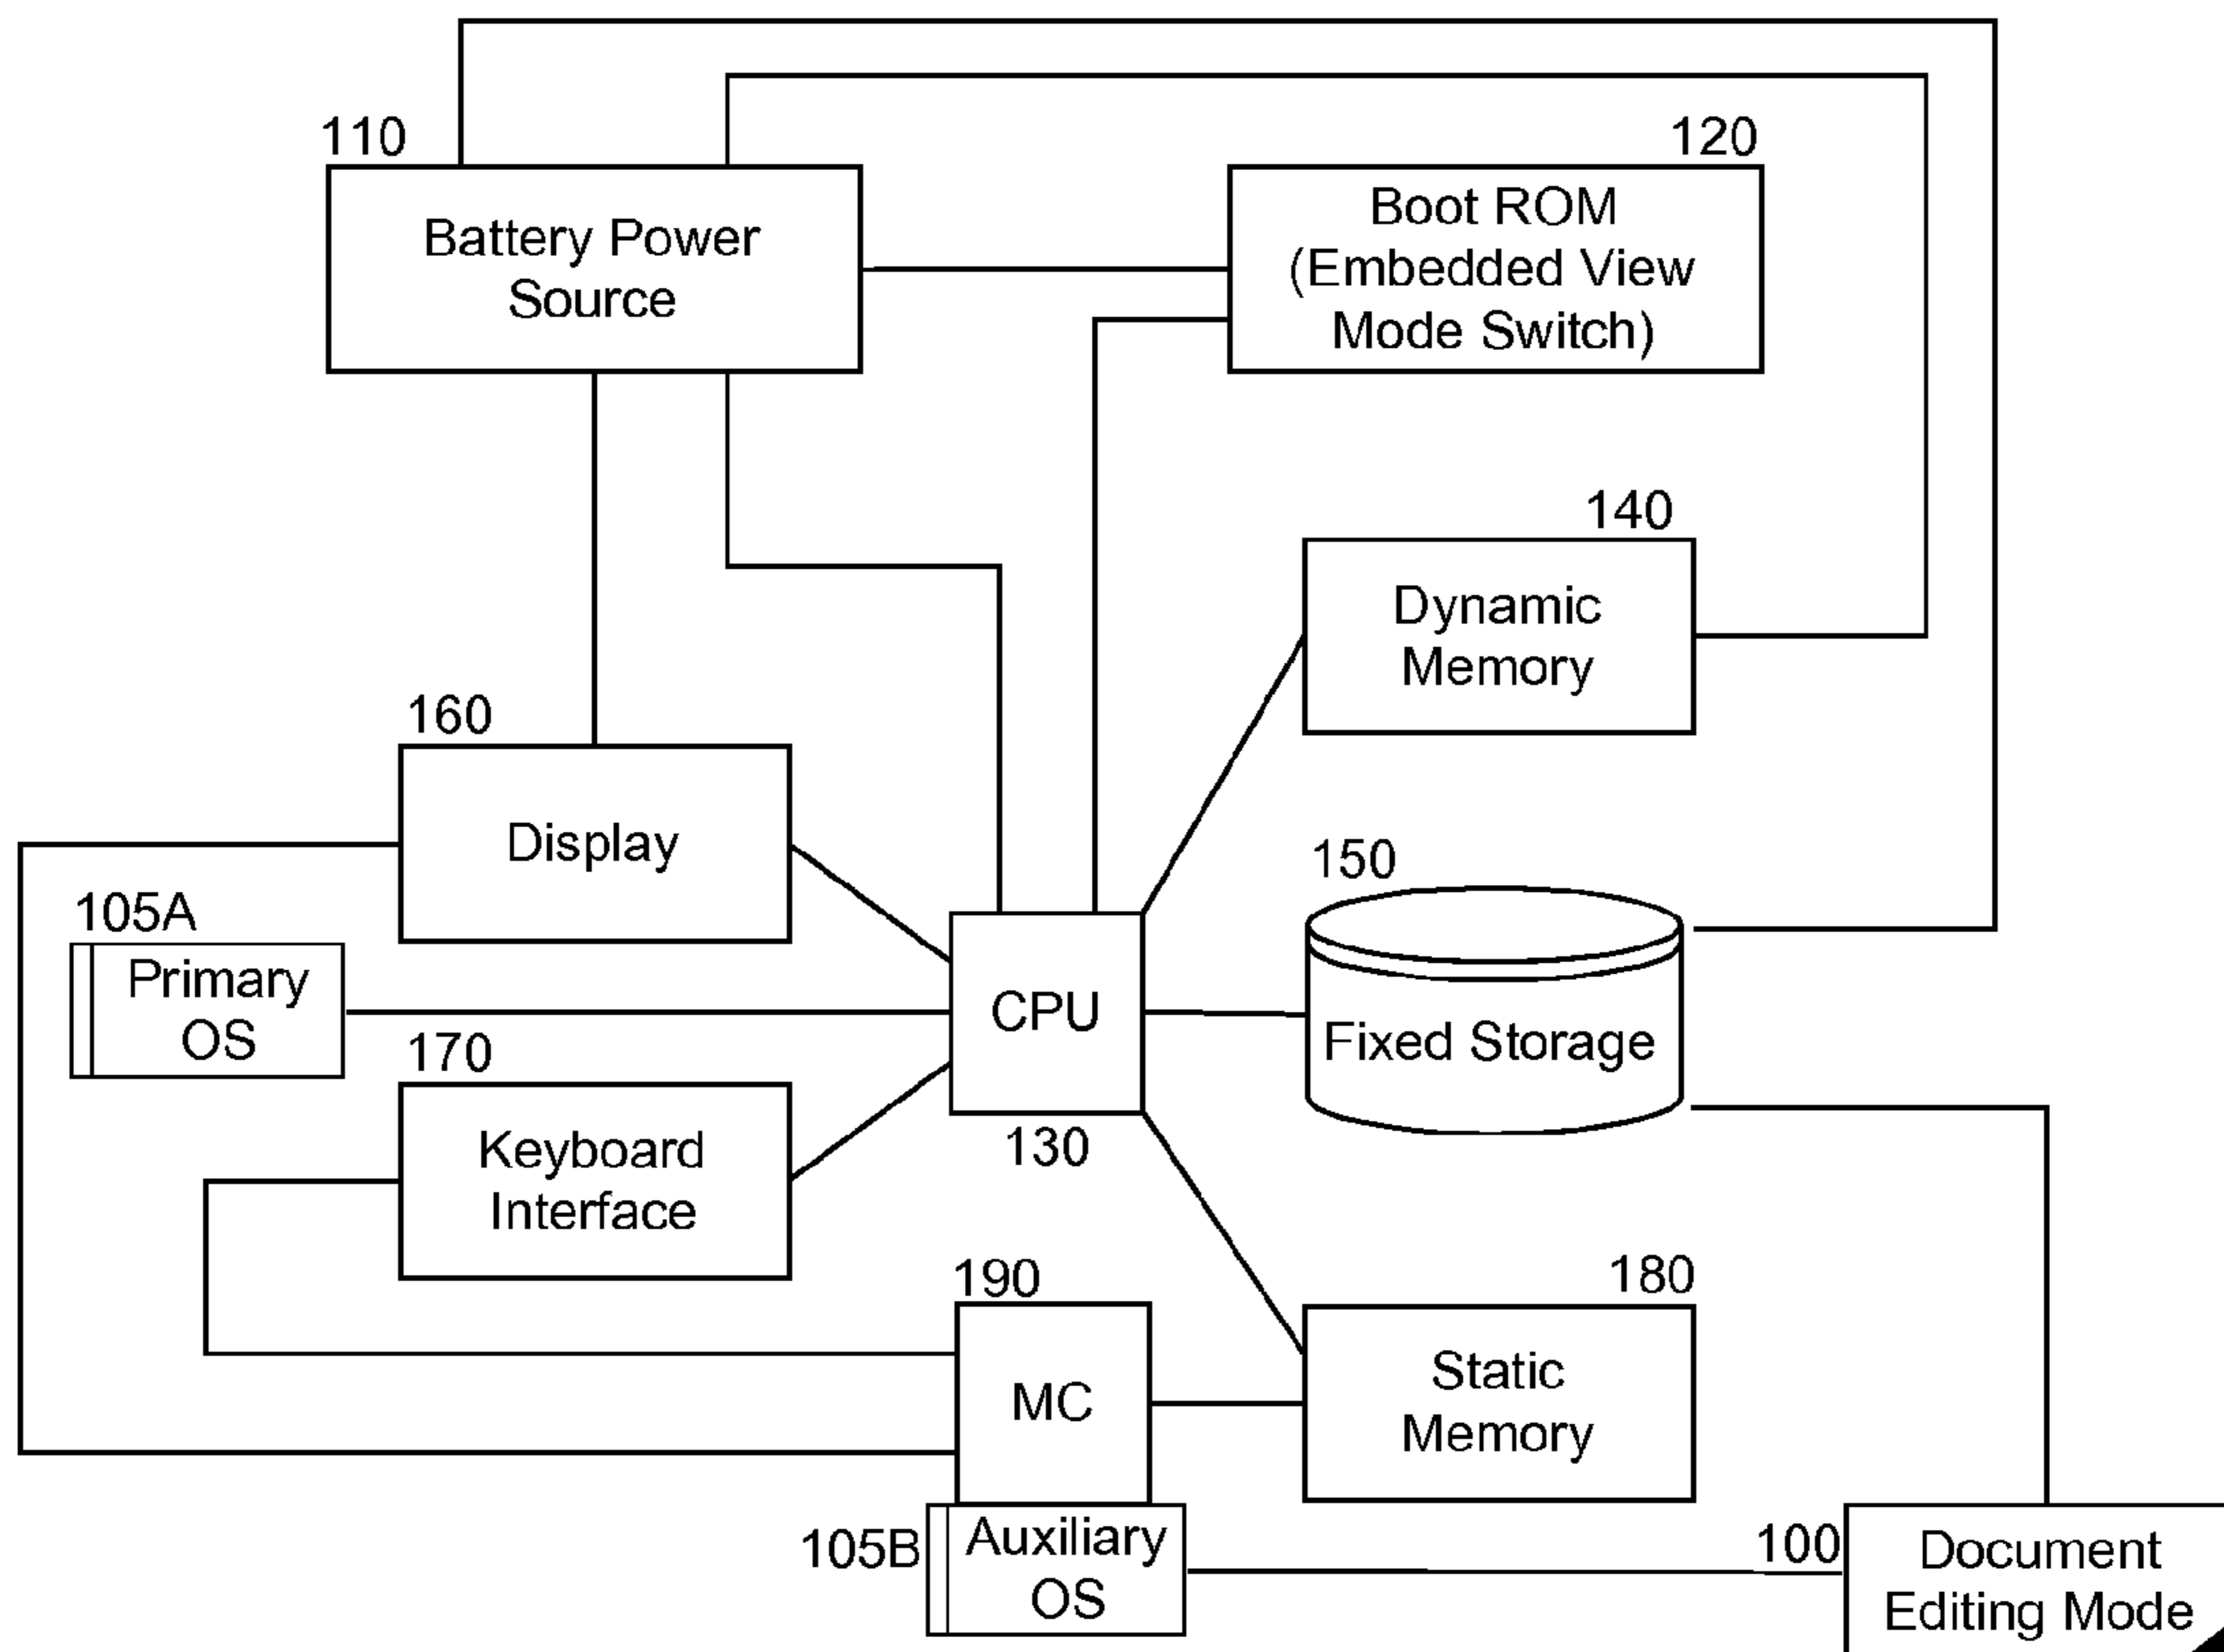 110
Battery Power
Source
120
Boot ROM
(Embedded View
Mode Switch)
140
Dynamic
Memory
160
Display
150
Fixed Storage
105A
Primary
OS
CPU
130
170
Keyboard
Interface
190
MC
180
Static
Memory
105B
Auxiliary
OS
100
Document
Editing Mode